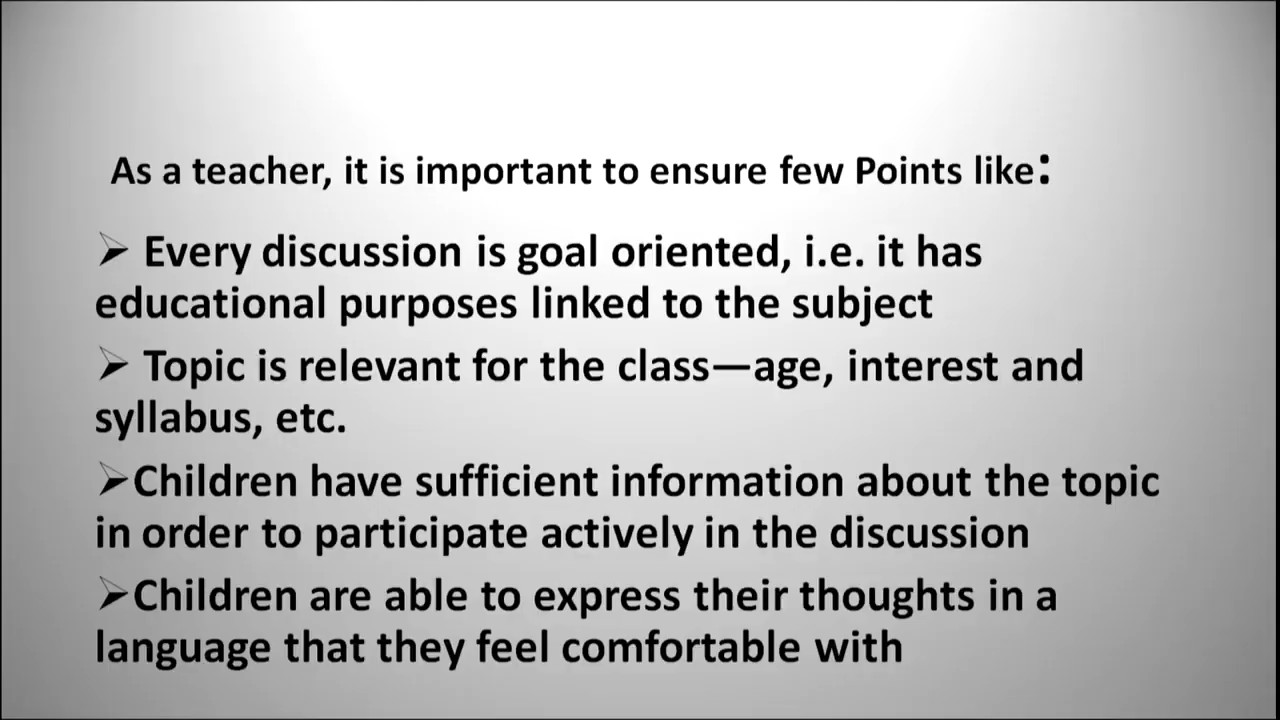 As a teacher, it is important to ensure few Points like:
➢ Every discussion is goal oriented, i.e. it has
educational purposes linked to the subject
➢ Topic is relevant for the class—age, interest and
syllabus, etc.
➢Children have sufficient information about the topic
in order to participate actively in the discussion
➢Children are able to express their thoughts in a
language that they feel comfortable with